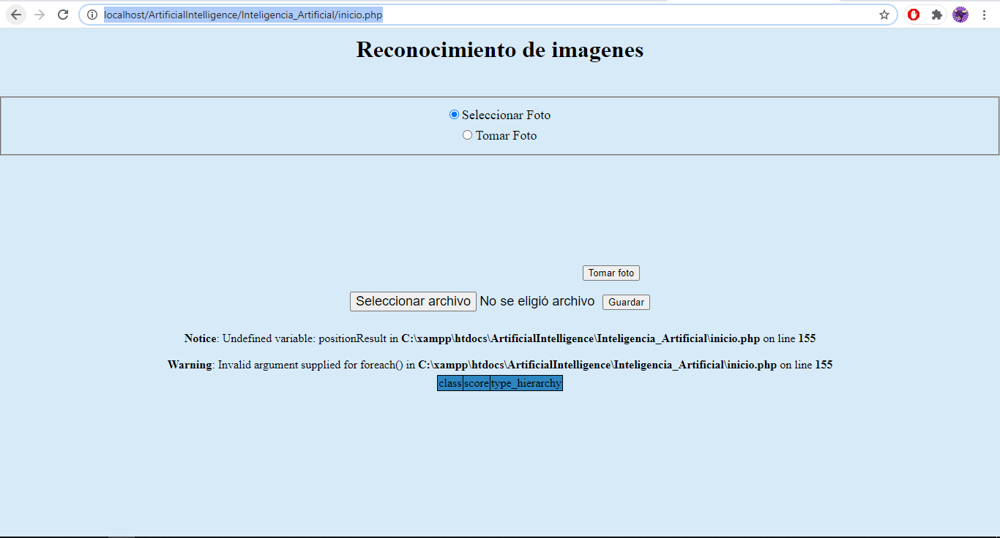 localhost/ArtificialIntelligence/Inteligencia_Artificial/inicio.php
Reconocimiento de imagenes
Seleccionar Foto
Tomar Foto
Tomar foto
Seleccionar archivo No se eligió archivo Guardar
Notice: Undefined variable: positionResult in C:\xampp\htdocs\ArtificialIntelligence\Inteligencia_Artificial\inicio.php on line 155
Warning: Invalid argument supplied for foreach() in C:\xampp\htdocs\ArtificialIntelligence\Inteligencia_Artificial\inicio.php on line 155
class score type_hierarchy